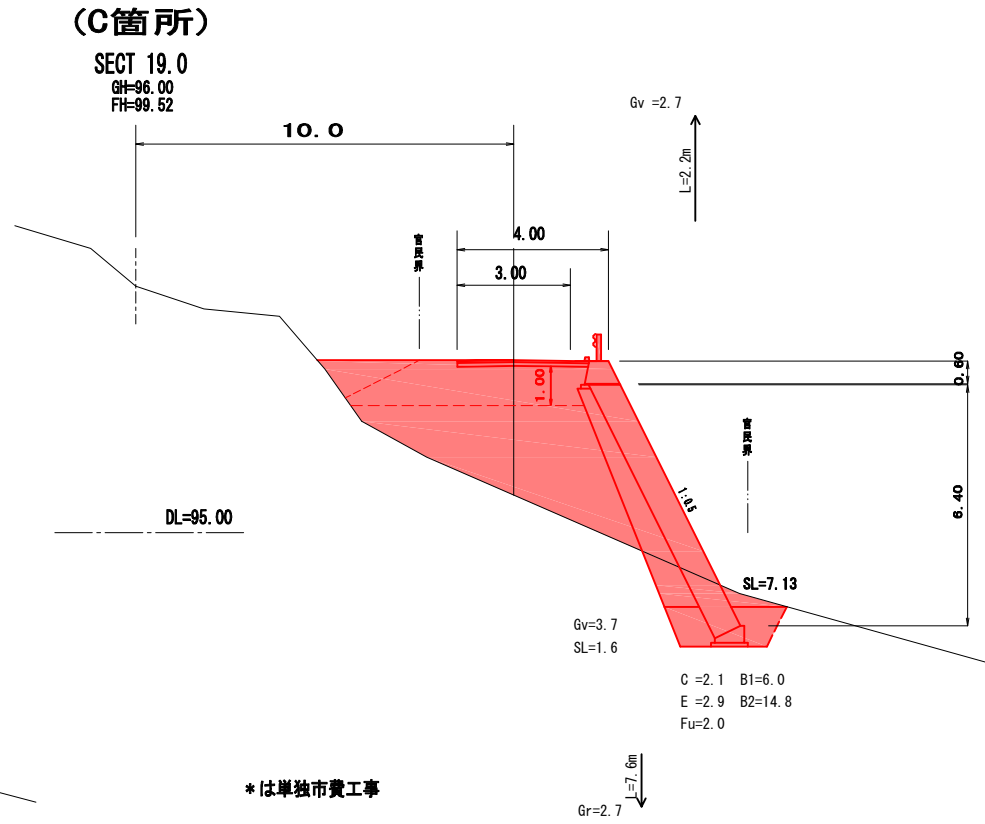 (C箇所)
SECT 19.0
GH=96.00
FH=99.52
10.0
Gv =2.7
L=2.2m
官民界
4.00
3.00
1.00
0.60
官民界
1:0.5
6.40
DL=95.00
SL=7.13
Gv=3.7
SL=1.6
C =2.1 B1=6.0
E =2.9 B2=14.8
Fu=2.0
L=7.6m
*は単独市費工事
Gr=2.7